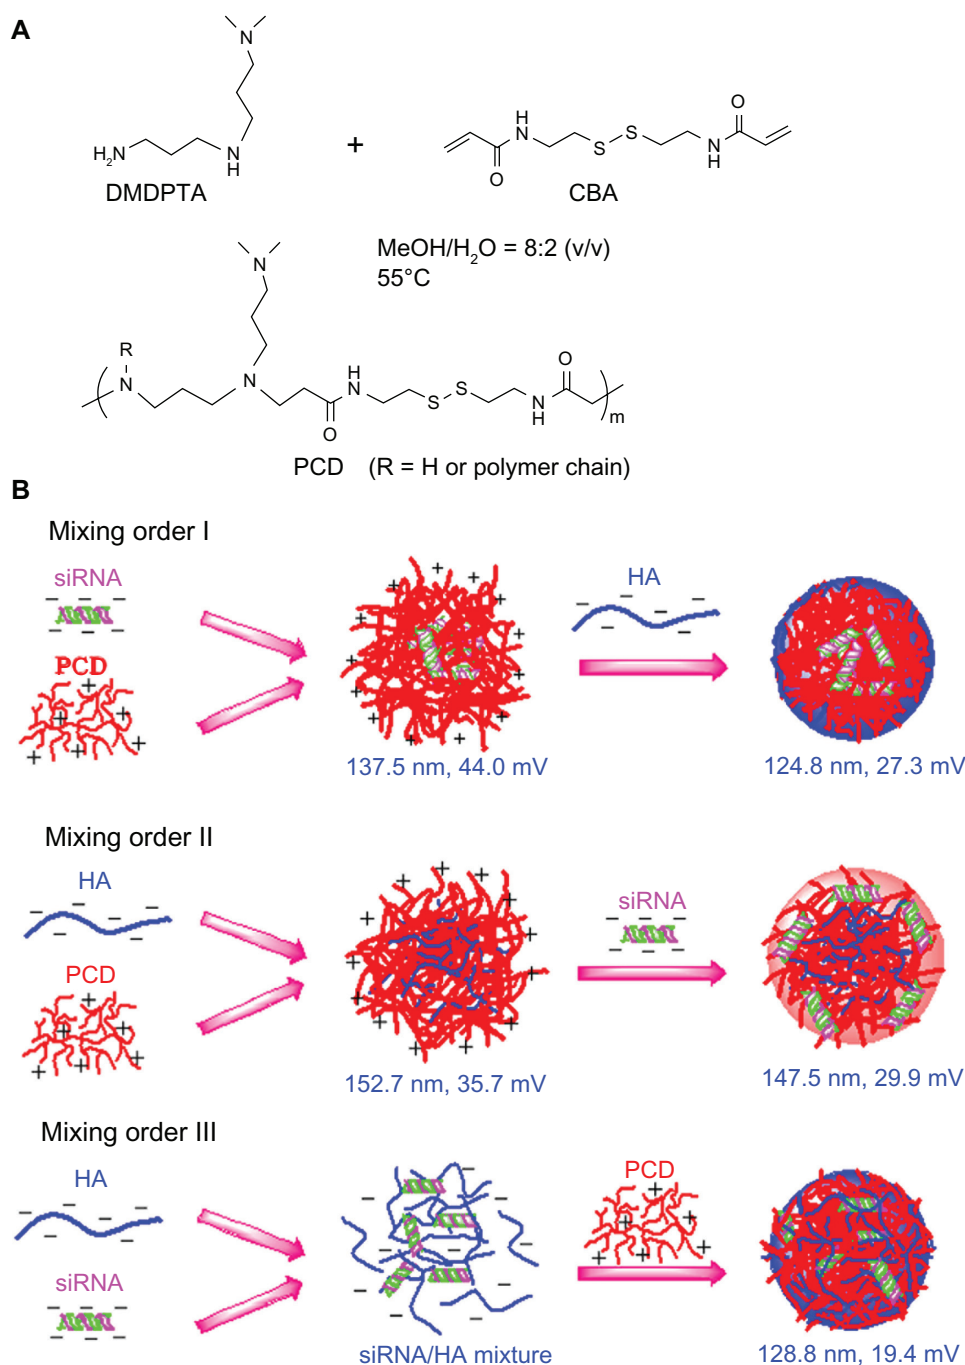 A
N
H₂N
N
H
DMDPTA
+
O
H
N
S
S
N
H
O
CBA
MeOH/H₂O = 8:2 (v/v)
55°C
N
R
N
N
H
N
O
S
S
N
H
O
m
PCD (R = H or polymer chain)
B
Mixing order I
siRNA
PCD
HA
137.5 nm, 44.0 mV
124.8 nm, 27.3 mV
Mixing order II
HA
PCD
siRNA
152.7 nm, 35.7 mV
147.5 nm, 29.9 mV
Mixing order III
HA
siRNA
PCD
siRNA/HA mixture
128.8 nm, 19.4 mV